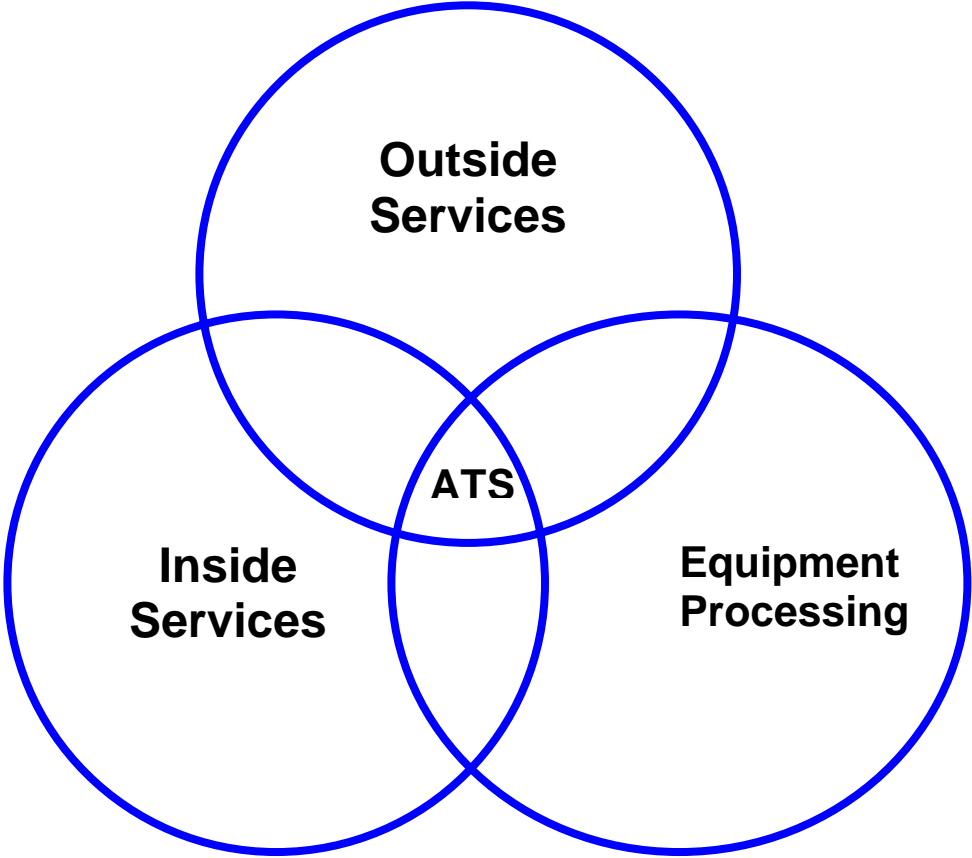 Outside
Services
ATS
Inside
Services
Equipment
Processing